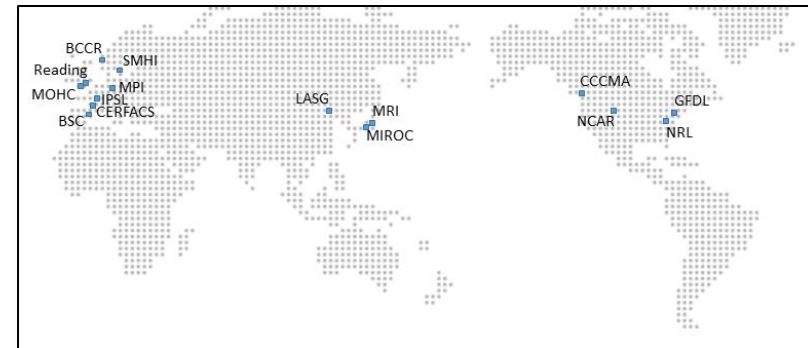 BCCR
SMHI
Reading
MPI
MOHC
IPSL
CERFACS
BSC
LASG
MRI
MIROC
CCCMA
GFDL
NCAR
NRL